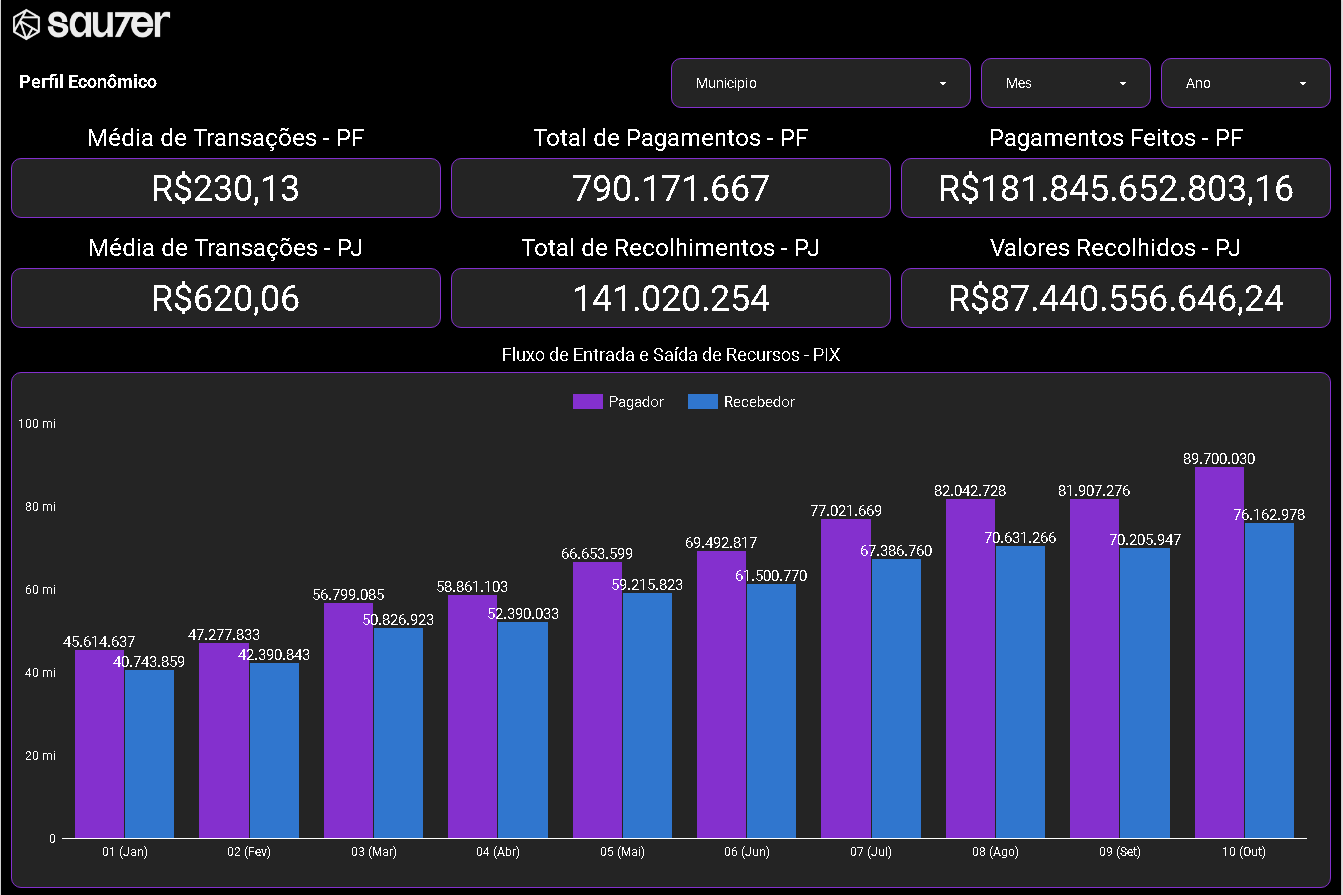 sau7er
Perfil Econômico
Municipio
Mes
Ano
Média de Transações - PF
Total de Pagamentos - PF
Pagamentos Feitos - PF
R$230,13
790.171.667
R$181.845.652.803,16
Média de Transações - PJ
Total de Recolhimentos - PJ
Valores Recolhidos - PJ
R$620,06
141.020.254
R$87.440.556.646,24
Fluxo de Entrada e Saída de Recursos - PIX
Pagador
Recebedor
100 mi
80 mi
60 mi
40 mi
20 mi
0
45.614.637
40.743.859
47.277.833
42.390.843
56.799.085
50.826.923
58.861.103
52.390.033
66.653.599
59.215.823
69.492.817
61.500.770
77.021.669
67.386.760
82.042.728
70.631.266
81.907.276
70.205.947
89.700.030
76.162.978
01 (Jan)
02 (Fev)
03 (Mar)
04 (Abr)
05 (Mai)
06 (Jun)
07 (Jul)
08 (Ago)
09 (Set)
10 (Out)